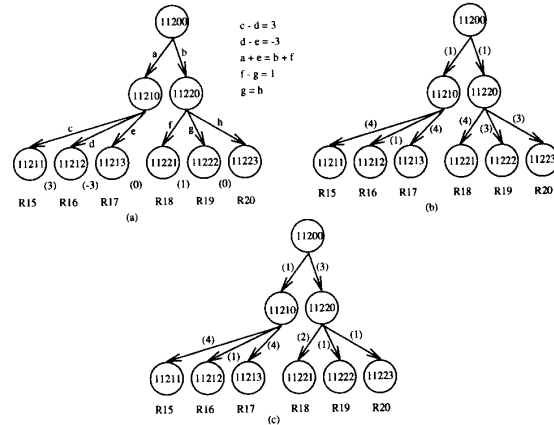 11200
c - d = 3
d - e = -3
a + e = b + f
f - g = 1
g = h
a b
11210 11220
c d e f g h
11211 11212 11213 11221 11222 11223
(3) (-3) (0) (1) (0)
R15 R16 R17 R18 R19 R20
(a)
11200
(1) (1)
11210 11220
(4) (1) (4) (4) (3) (3)
11211 11212 11213 11221 11222 11223
R15 R16 R17 R18 R19 R20
(b)
11200
(1) (3)
11210 11220
(4) (1) (4) (2) (1) (1)
11211 11212 11213 11221 11222 11223
R15 R16 R17 R18 R19 R20
(c)